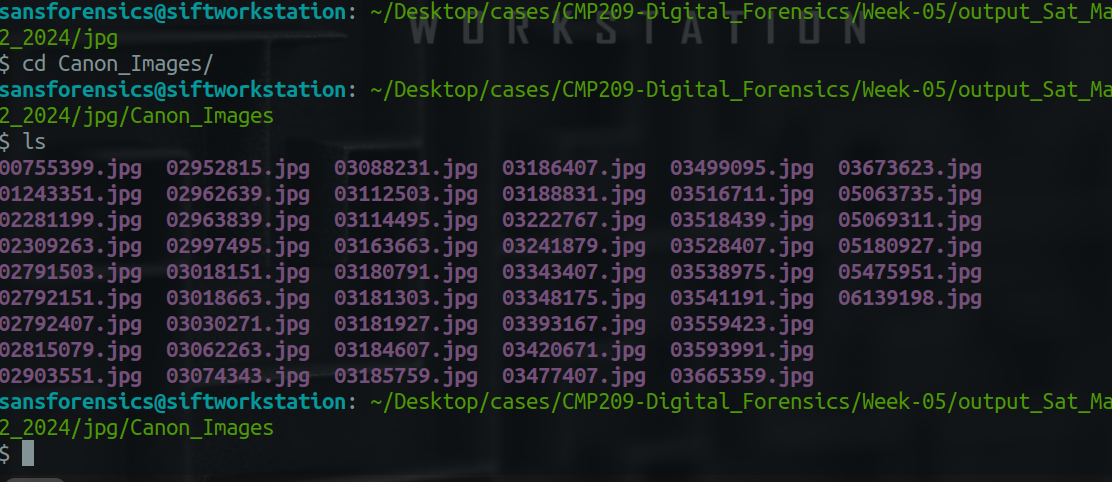 sansforensics@siftworkstation: ~/Desktop/cases/CMP209-Digital_Forensics/Week-05/output_Sat_Ma
2_2024/jpg
WORKSTATION
$ cd Canon_Images/
sansforensics@siftworkstation: ~/Desktop/cases/CMP209-Digital_Forensics/Week-05/output_Sat_Ma
2_2024/jpg/Canon_Images
$ ls
00755399.jpg 02952815.jpg 03088231.jpg 03186407.jpg 03499095.jpg 03673623.jpg
01243351.jpg 02962639.jpg 03112503.jpg 03188831.jpg 03516711.jpg 05063735.jpg
02281199.jpg 02963839.jpg 03114495.jpg 03222767.jpg 03518439.jpg 05069311.jpg
02309263.jpg 02997495.jpg 03163663.jpg 03241879.jpg 03528407.jpg 05180927.jpg
02791503.jpg 03018151.jpg 03180791.jpg 03343407.jpg 03538975.jpg 05475951.jpg
02792151.jpg 03018663.jpg 03181303.jpg 03348175.jpg 03541191.jpg 06139198.jpg
02792407.jpg 03030271.jpg 03181927.jpg 03393167.jpg 03559423.jpg
02815079.jpg 03062263.jpg 03184607.jpg 03420671.jpg 03593991.jpg
02903551.jpg 03074343.jpg 03185759.jpg 03477407.jpg 03665359.jpg
sansforensics@siftworkstation: ~/Desktop/cases/CMP209-Digital_Forensics/Week-05/output_Sat_Ma
2_2024/jpg/Canon_Images
$